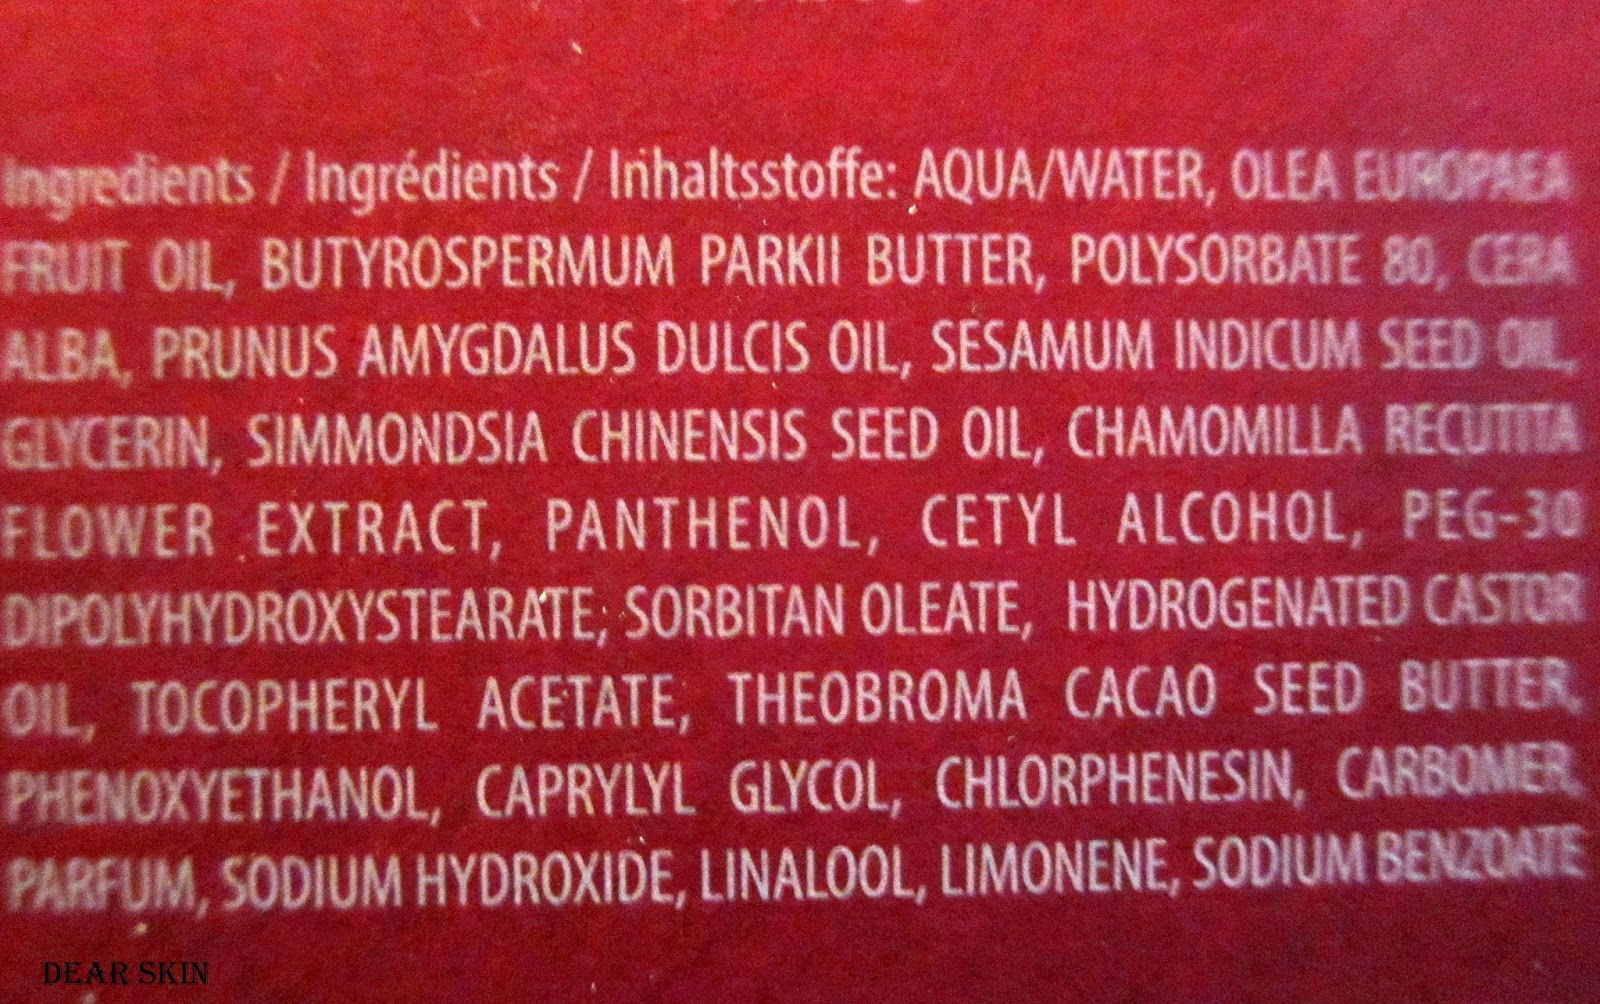 Ingredients / Ingrédients / Inhaltsstoffe: AQUA/WATER, OLEA EUROPAEA
FRUIT OIL, BUTYROSPERMUM PARKII BUTTER, POLYSORBATE 80, CERA
ALBA, PRUNUS AMYGDALUS DULCIS OIL, SESAMUM INDICUM SEED OIL,
GLYCERIN, SIMMONDSIA CHINENSIS SEED OIL, CHAMOMILLA RECUTITA
FLOWER EXTRACT, PANTHENOL, CETYL ALCOHOL, PEG-30
DIPOLYHYDROXYSTEARATE, SORBITAN OLEATE, HYDROGENATED CASTOR
OIL, TOCOPHERYL ACETATE, THEOBROMA CACAO SEED BUTTER,
PHENOXYETHANOL, CAPRYLYL GLYCOL, CHLORPHENESIN, CARBOMER,
PARFUM, SODIUM HYDROXIDE, LINALOOL, LIMONENE, SODIUM BENZOATE
DEAR SKIN